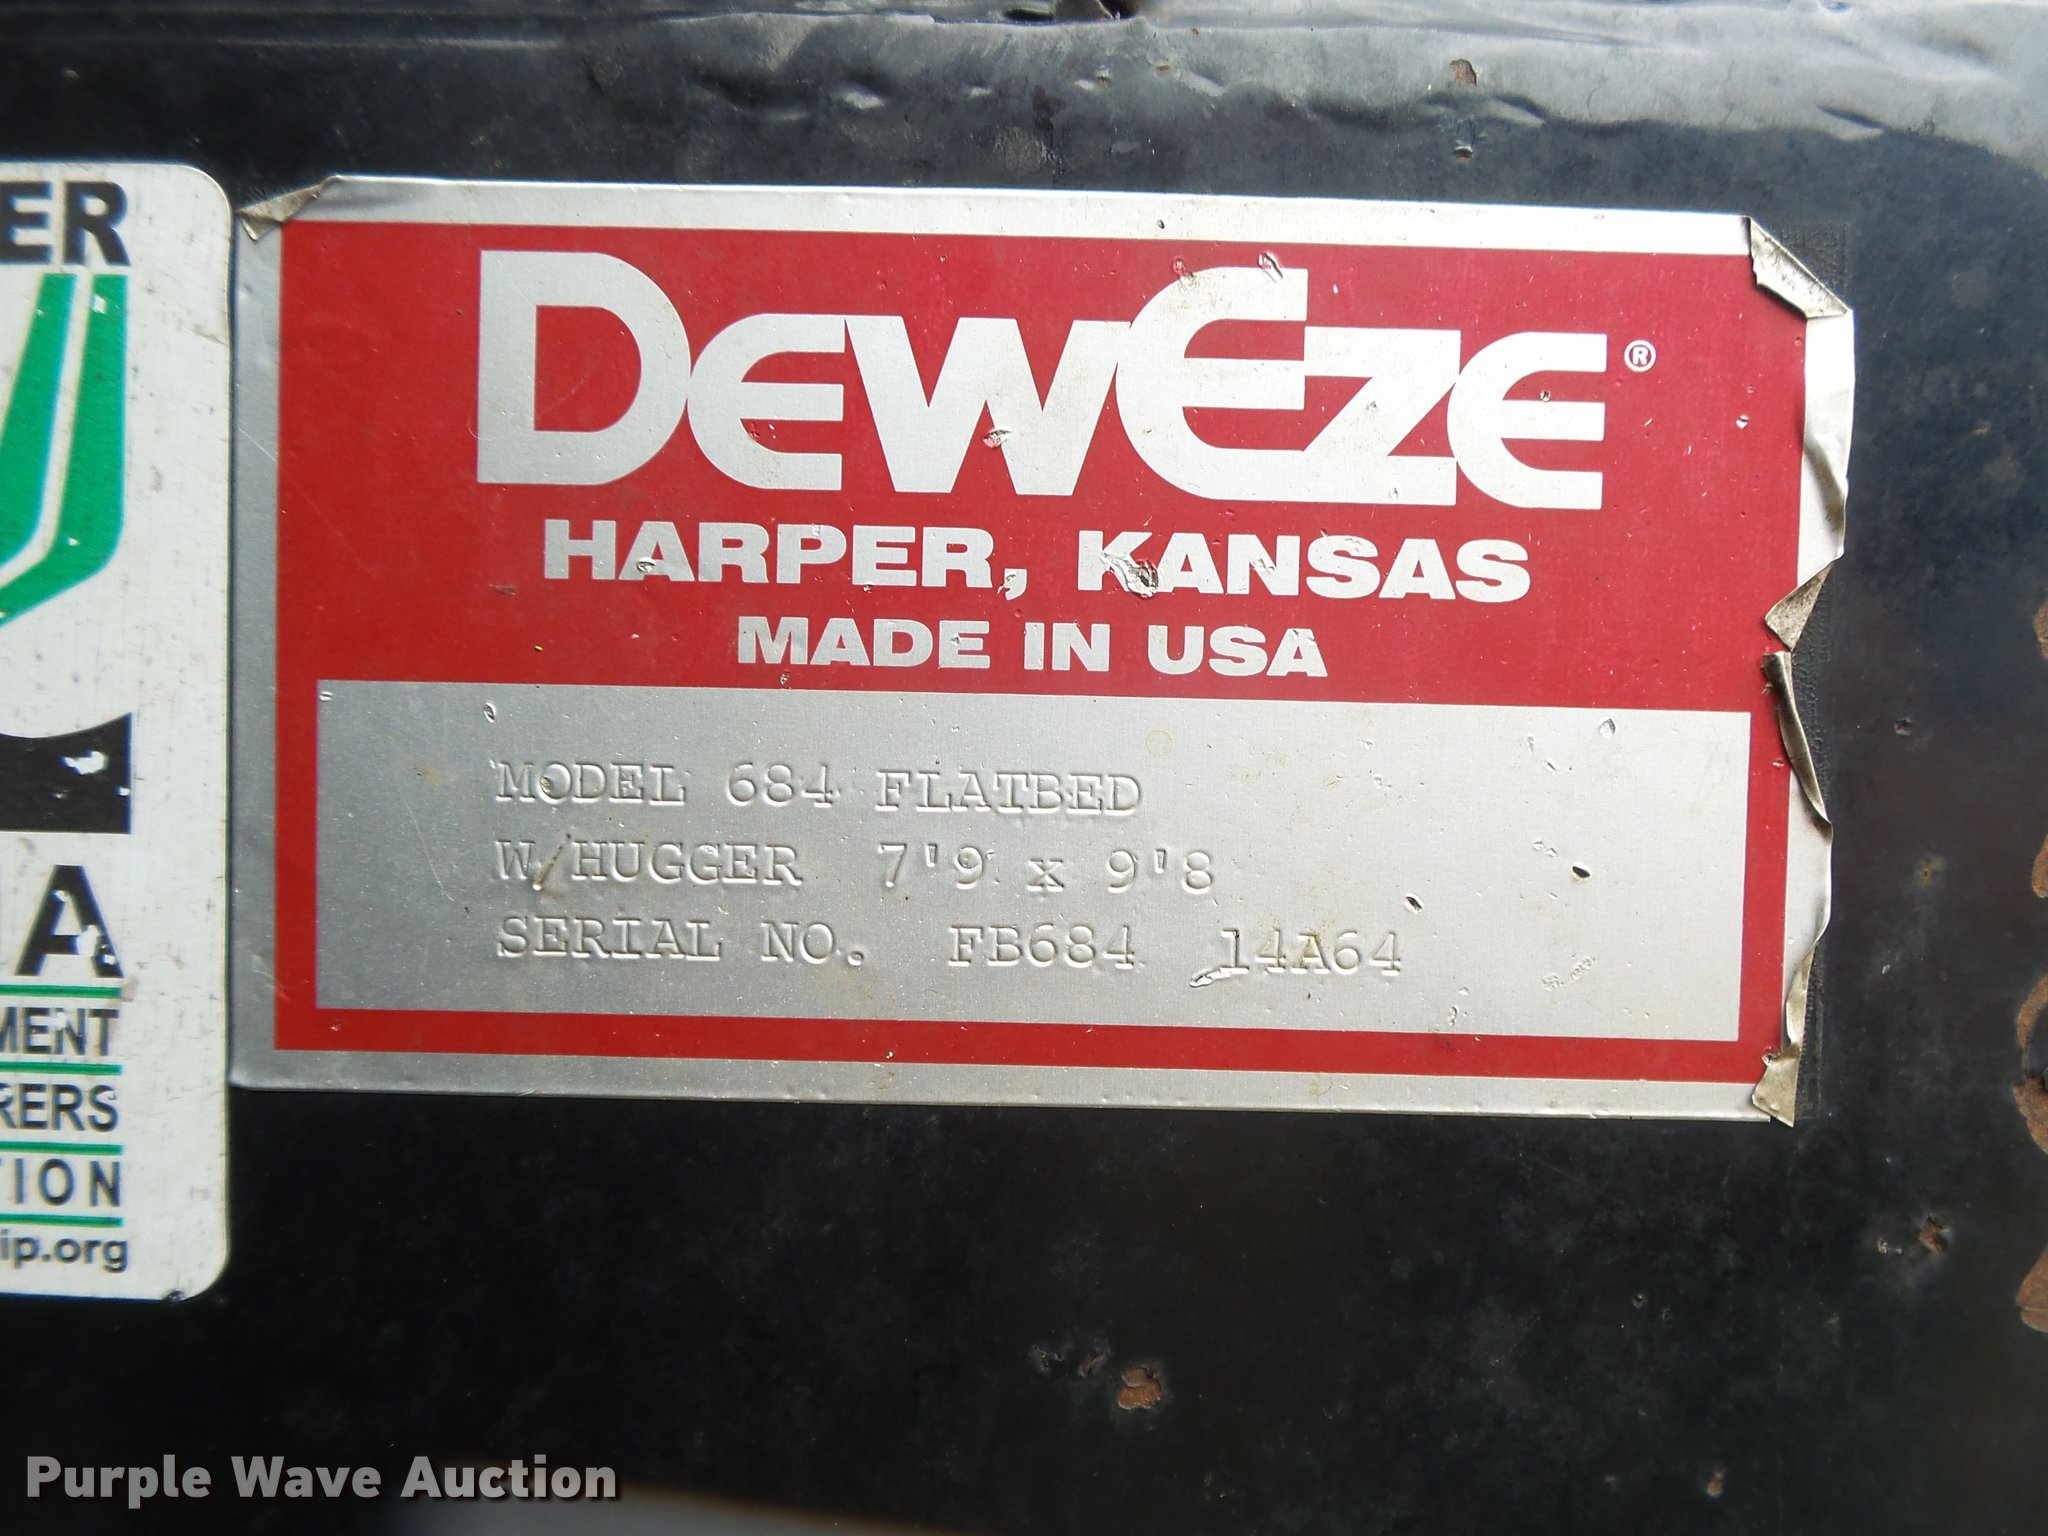 ER
DEWEZE®
HARPER, KANSAS
MADE IN USA
MODEL 684 FLATBED
W/HUGGER 7'9 x 9'8
SERIAL NO. FB684 14A64
A
MENT
RERS
TION
ip.org
Purple Wave Auction